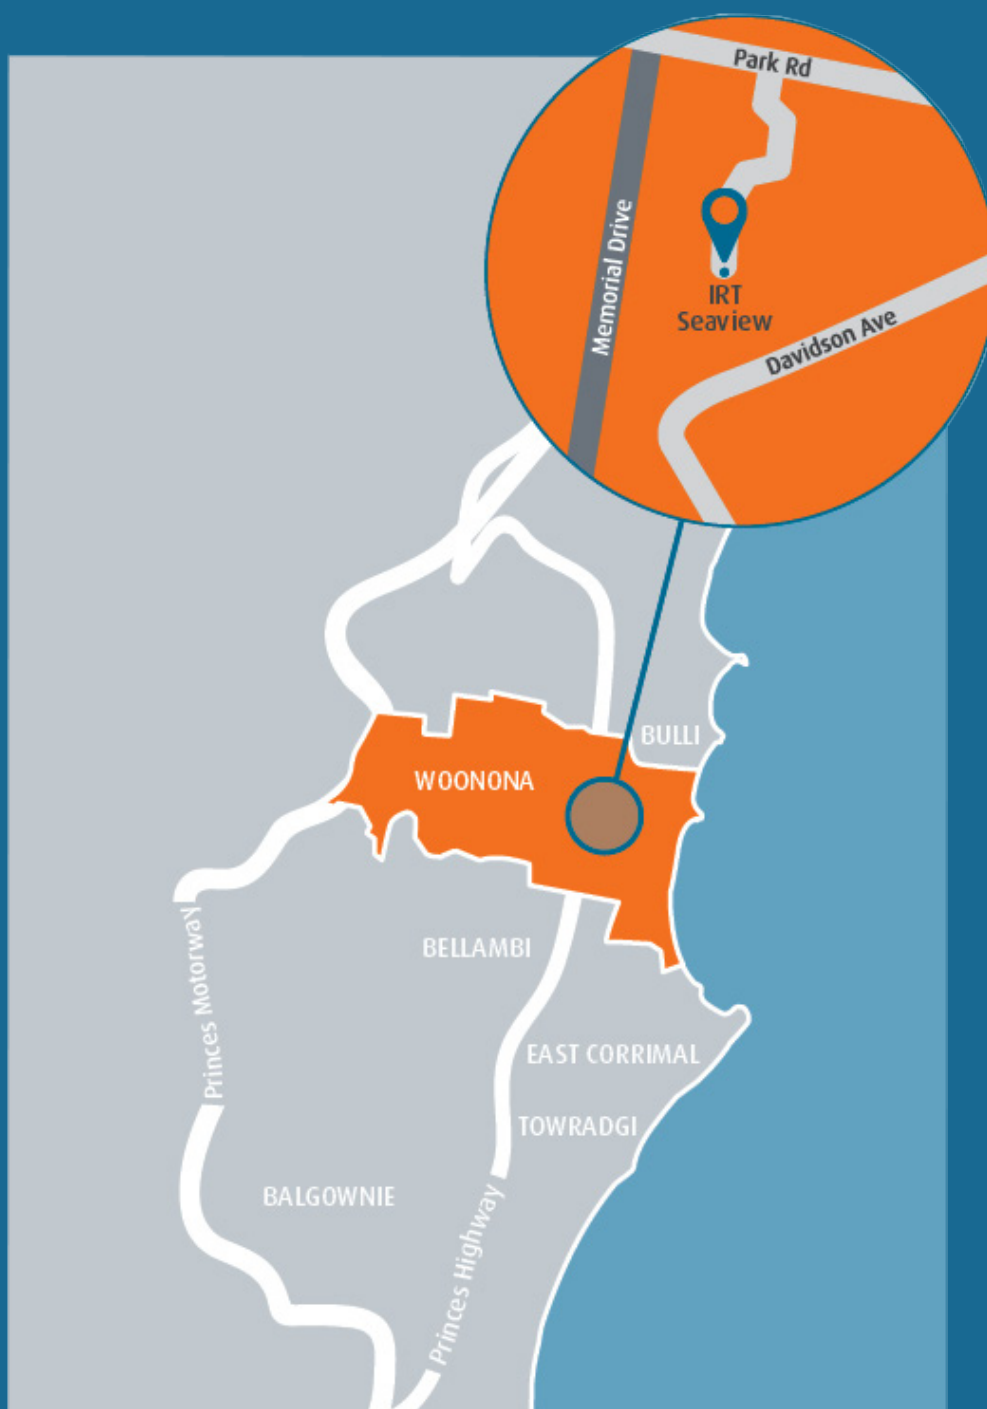 Park Rd
Memorial Drive
IRT
Seaview
Davidson Ave
BULLI
WOONONA
BELLAMBI
Princes Motorway
EAST CORRIMAL
TOWRADGI
BALGOWNIE
Princes Highway